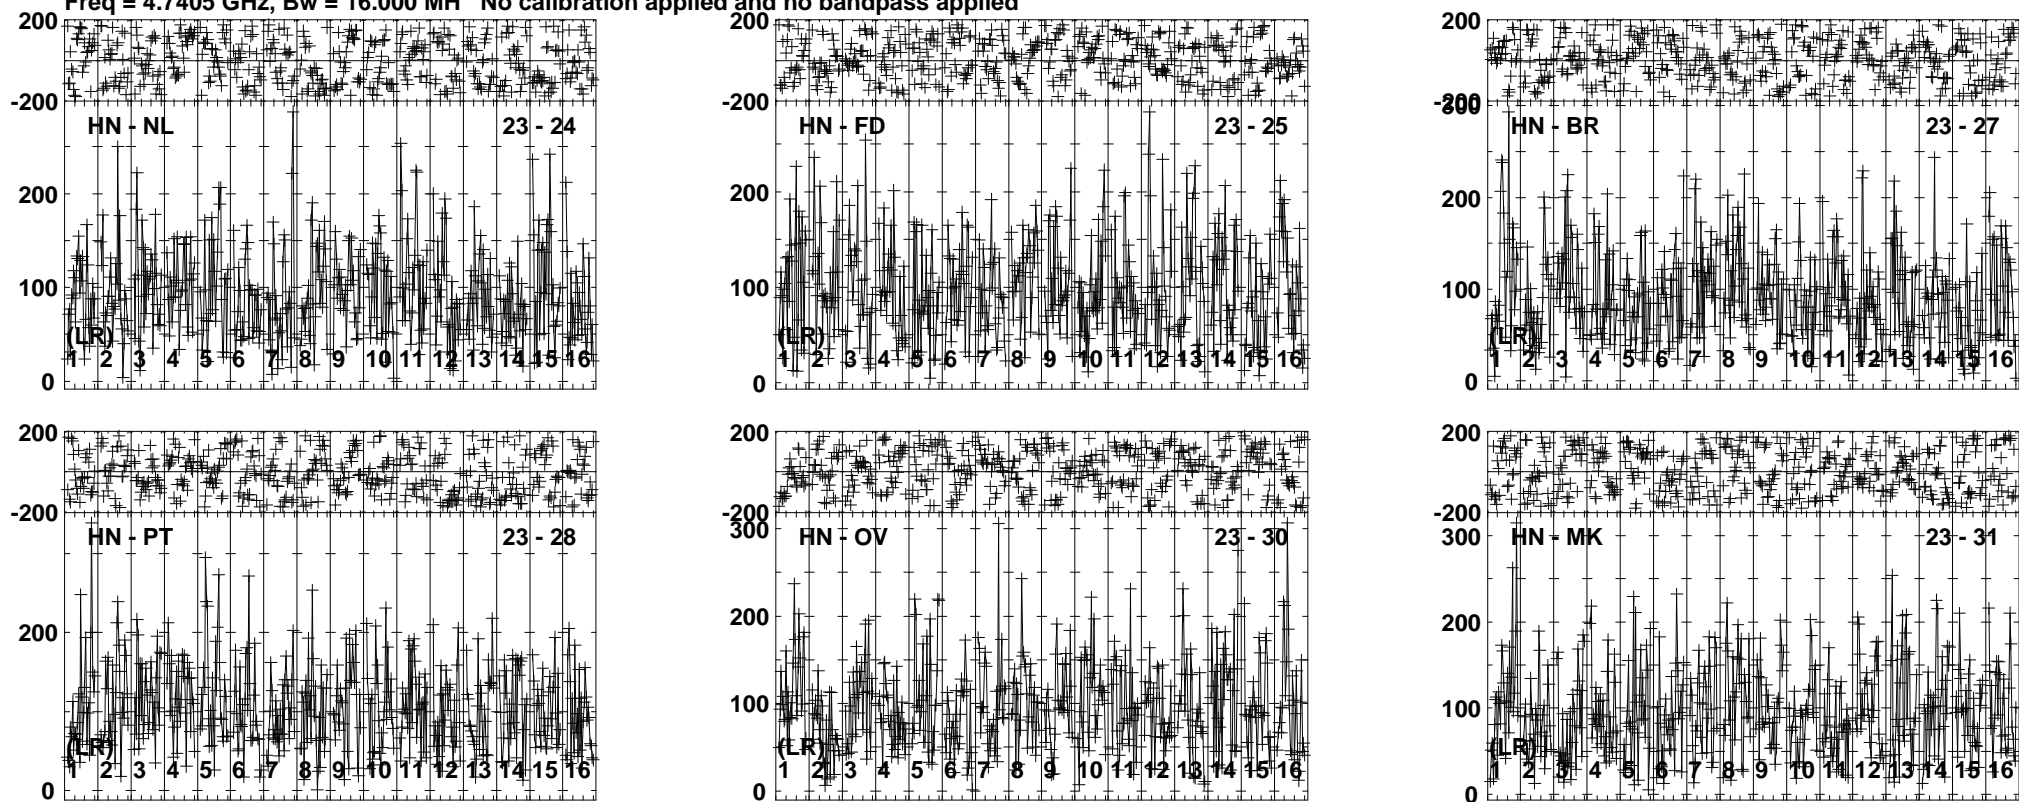 Freq = 4.7405 GHz, Bw = 16.000 MH No calibration applied and no bandpass applied
200 200 200
-200 -200 -200
300
HN - NL 23 - 24 HN - FD 23 - 25 HN - BR 23 - 27
200 200 200
100 100 100
(LR) (LR) (LR)
1 2 3 4 5 6 7 8 9 10 11 12 13 14 15 16 1 2 3 4 5 6 7 8 9 10 11 12 13 14 15 16 1 2 3 4 5 6 7 8 9 10 11 12 13 14 15 16
0 0 0
200 200 200
-200 -200 -200
HN - PT 23 - 28 300 HN - OV 23 - 30 300 HN - MK 23 - 31
200 200 200
100 100
(LR) (LR) (LR)
1 2 3 4 5 6 7 8 9 10 11 12 13 14 15 16 1 2 3 4 5 6 7 8 9 10 11 12 13 14 15 16 1 2 3 4 5 6 7 8 9 10 11 12 13 14 15 16
0 0 0